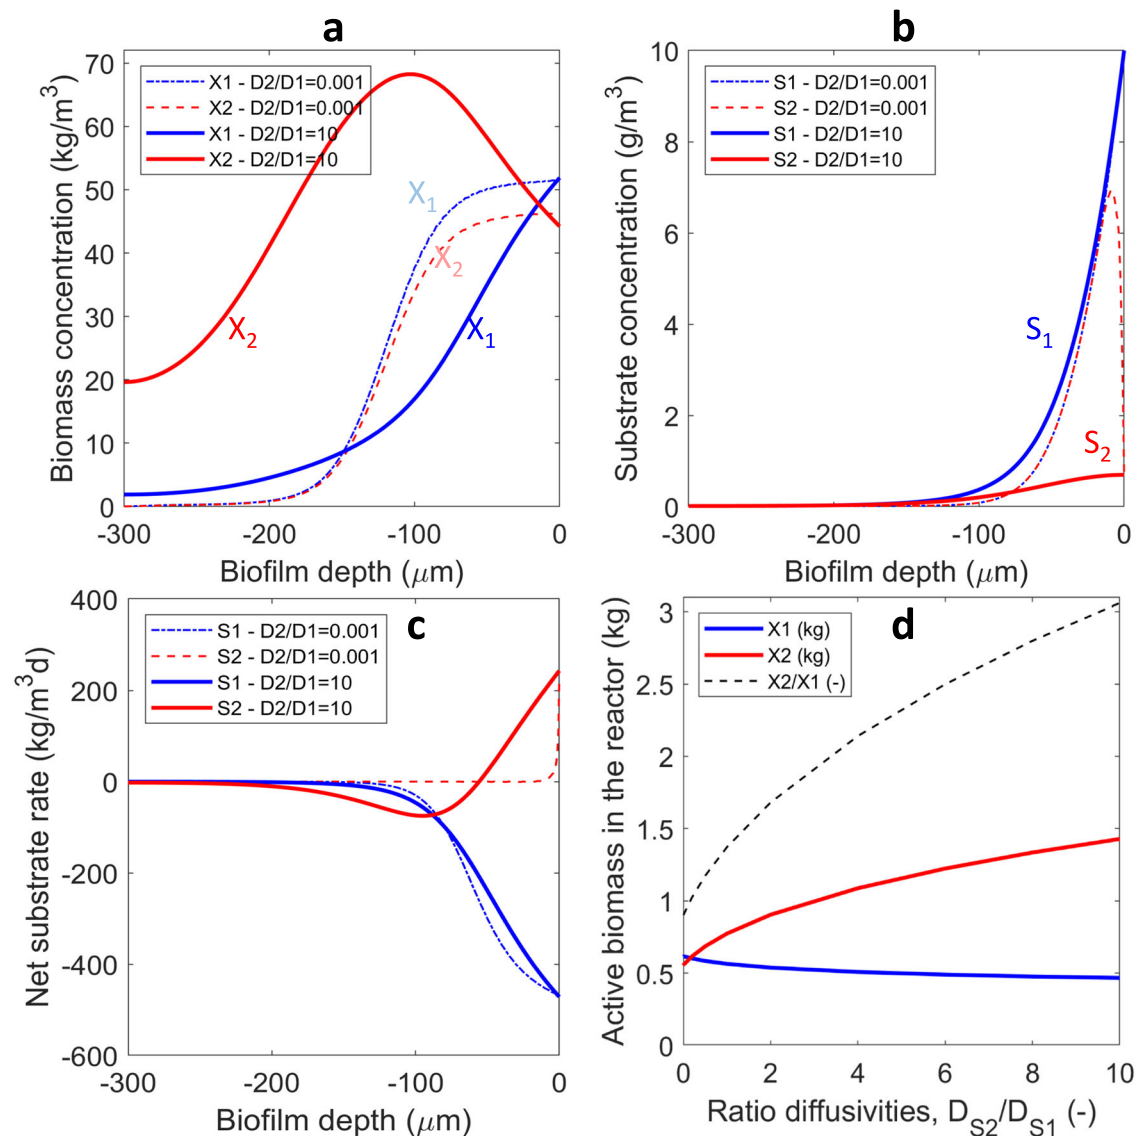 a
70
60
50
40
30
20
10
0
-300
-200
-100
0
Biomass concentration (kg/m³)
Biofilm depth (μm)
X1 - D2/D1=0.001
X2 - D2/D1=0.001
X1 - D2/D1=10
X2 - D2/D1=10
X₁
X₂
X₂
X₁
b
10
8
6
4
2
0
-300
-200
-100
0
Substrate concentration (g/m³)
Biofilm depth (μm)
S1 - D2/D1=0.001
S2 - D2/D1=0.001
S1 - D2/D1=10
S2 - D2/D1=10
S₁
S₂
c
400
200
0
-200
-400
-600
-300
-200
-100
0
Net substrate rate (kg/m³d)
Biofilm depth (μm)
S1 - D2/D1=0.001
S2 - D2/D1=0.001
S1 - D2/D1=10
S2 - D2/D1=10
d
3
2.5
2
1.5
1
0.5
0
0
2
4
6
8
10
Active biomass in the reactor (kg)
Ratio diffusivities, D_S2/D_S1 (-)
X1 (kg)
X2 (kg)
X2/X1 (-)